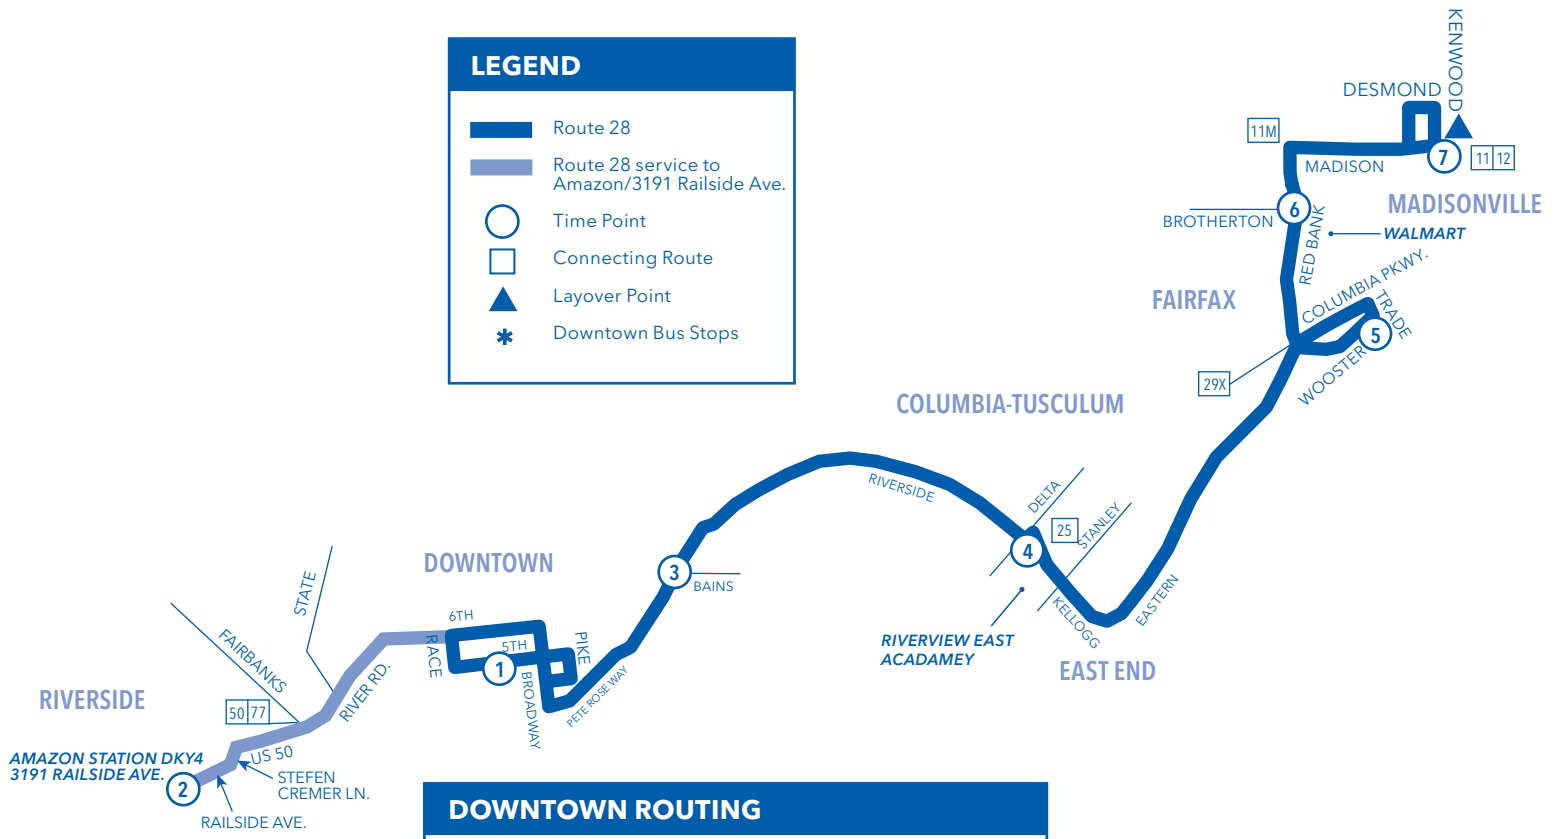 KENWOOD
LEGEND
DESMOND
Route 28
11M
Route 28 service to
Amazon/3191 Railside Ave.
7
11 12
MADISON
Time Point
6
MADISONVILLE
BROTHERTON
RED BANK
WALMART
Connecting Route
COLUMBIA PKWY.
Layover Point
FAIRFAX
TRADE
Downtown Bus Stops
5
WOOSTER
29X
COLUMBIA-TUSCULUM
RIVERSIDE
DELTA
25
STANLEY
4
DOWNTOWN
3
BAINS
STATE
6TH
KELLOGG
EASTERN
FAIRBANKS
RACE
5TH
PIKE
RIVERVIEW EAST
ACADAMEY
1
EAST END
RIVER RD.
BROADWAY
PETE ROSE WAY
RIVERSIDE
50 77
US 50
AMAZON STATION DKY4
3191 RAILSIDE AVE.
2
STEFEN
CREMER LN.
RAILSIDE AVE.
DOWNTOWN ROUTING